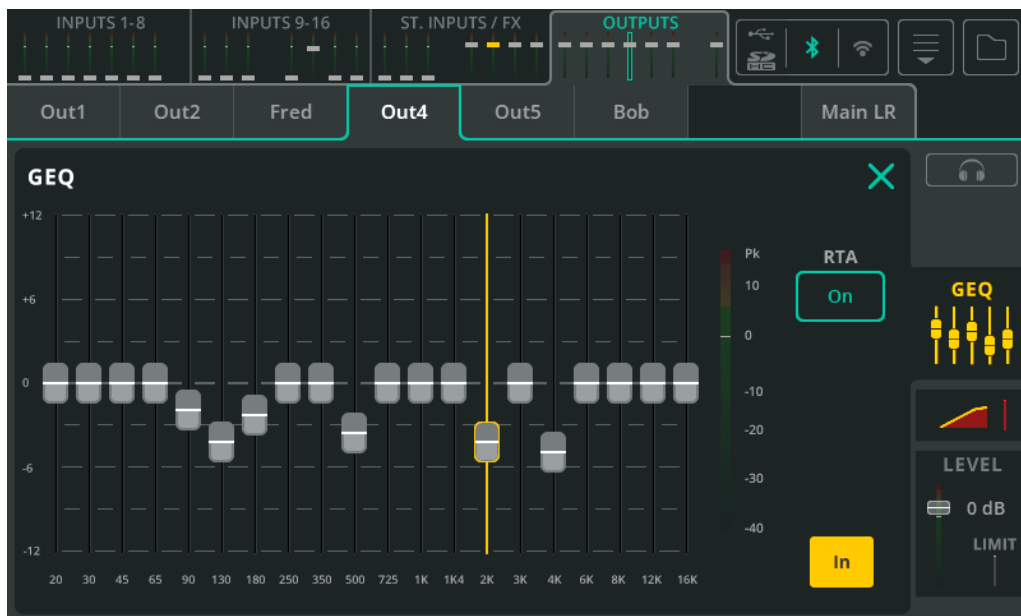 INPUTS 1-8 INPUTS 9-16 ST. INPUTS / FX OUTPUTS
Out1 Out2 Fred Out4 Out5 Bob Main LR
GEQ
+12
+6
0
-6
-12
20 30 45 65 90 130 180 250 350 500 725 1K 1K4 2K 3K 4K 6K 8K 12K 16K
Pk
10
0
-10
-20
-30
-40
RTA
On
In
GEQ
LEVEL
0 dB
LIMIT